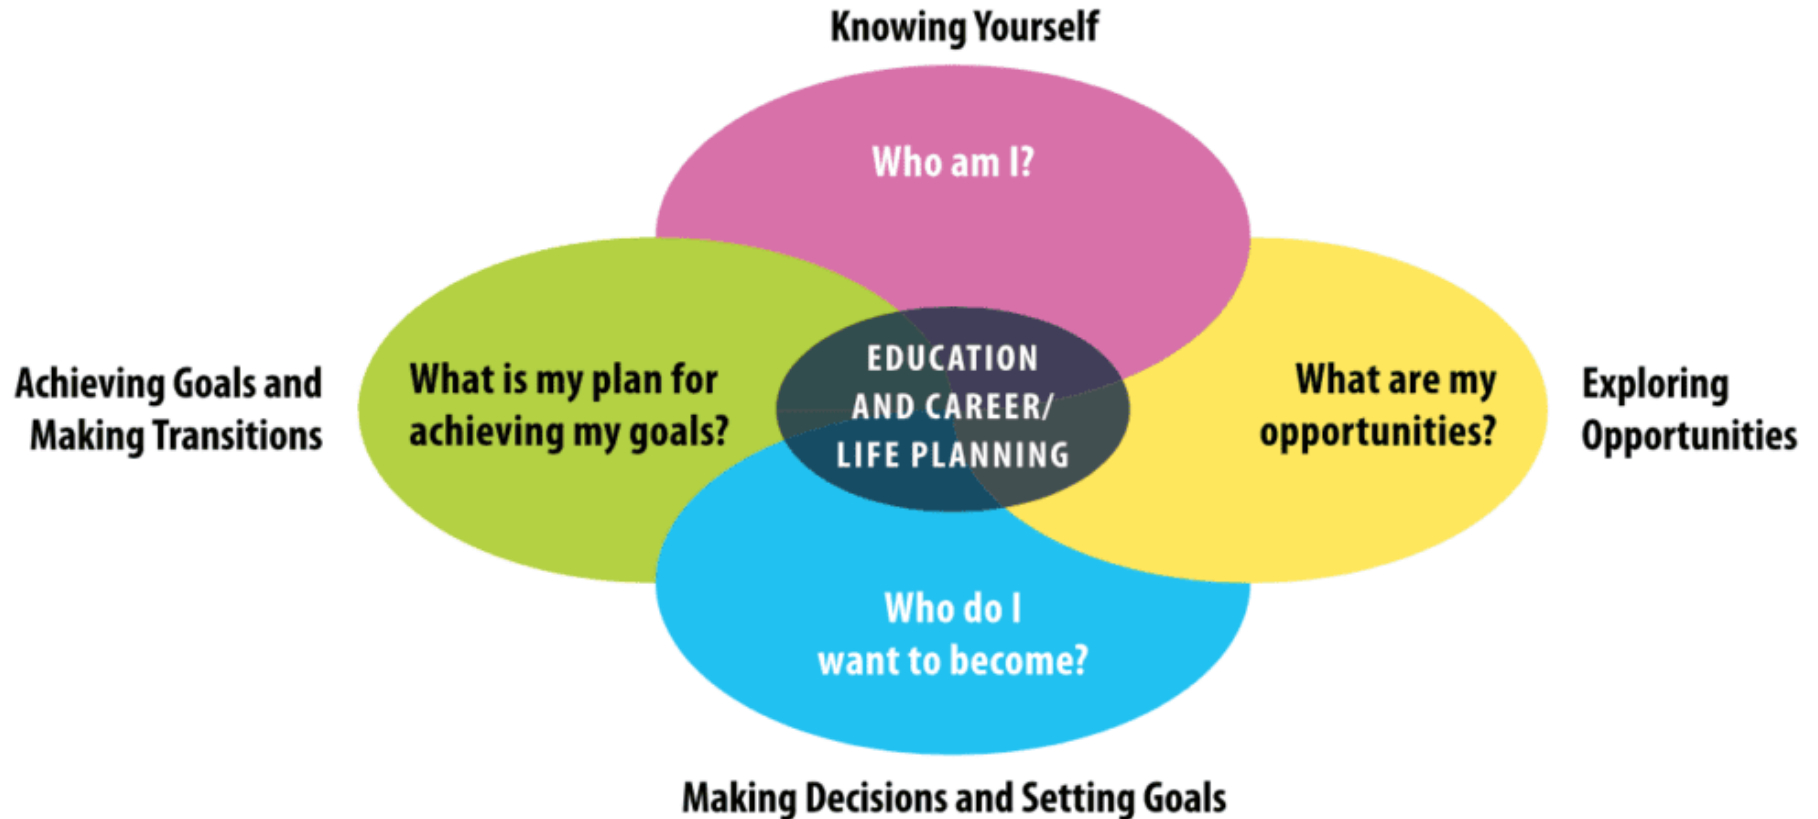 Knowing Yourself
Who am I?
Achieving Goals and
Making Transitions
What is my plan for
achieving my goals?
EDUCATION
AND CAREER/
LIFE PLANNING
What are my
opportunities?
Exploring
Opportunities
Who do I
want to become?
Making Decisions and Setting Goals